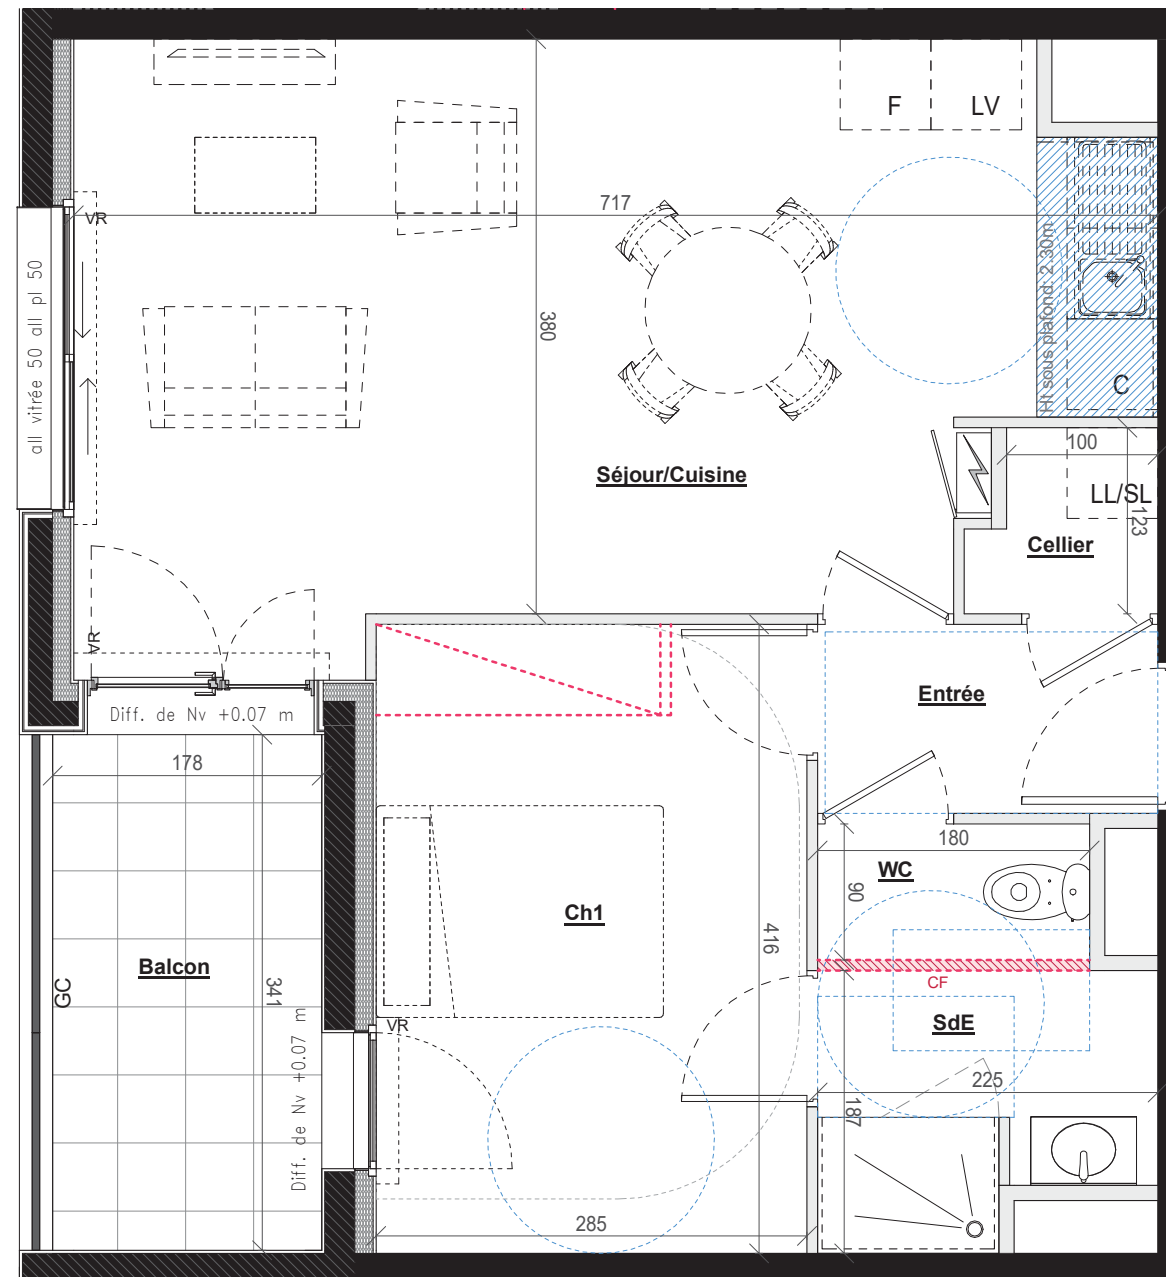 F
LV
VR
717
all vitrée 50 all pl 50
380
Ht sous plafond 2.30m
C
100
Séjour/Cuisine
LL/SL
123
Cellier
VR
Entrée
Diff. de Nv +0.07 m
178
180
WC
90
Ch1
416
Balcon
GC
341
CF
SdE
VR
Diff. de Nv +0.07 m
225
187
285